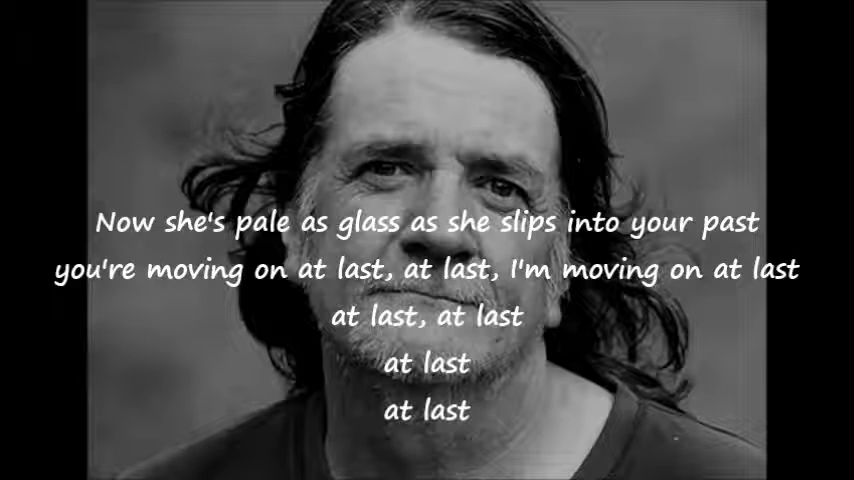 Now she's pale as glass as she slips into your past
you're moving on at last, at last, I'm moving on at last
at last, at last
at last
at last